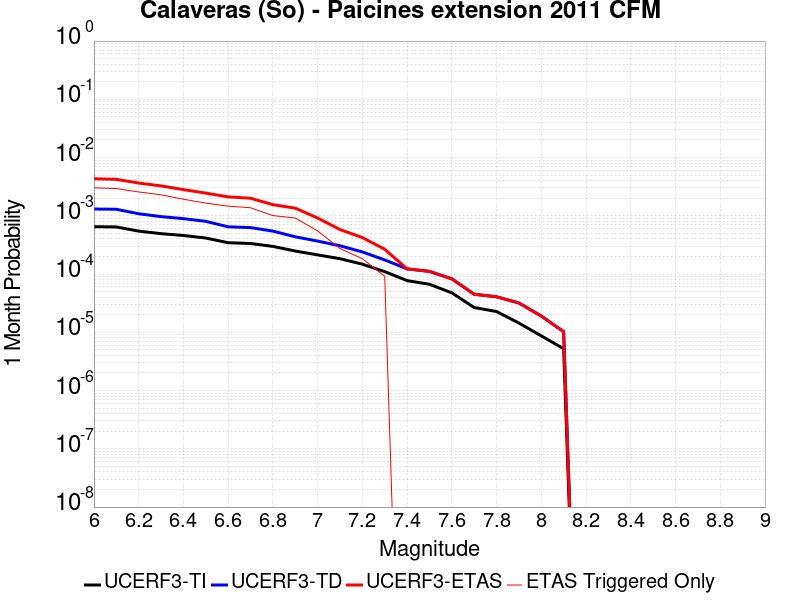 Calaveras (So) - Paicines extension 2011 CFM
10^0
10^-1
10^-2
10^-3
10^-4
10^-5
10^-6
10^-7
10^-8
1 Month Probability
6 6.2 6.4 6.6 6.8 7 7.2 7.4 7.6 7.8 8 8.2 8.4 8.6 8.8 9
Magnitude
UCERF3-TI UCERF3-TD UCERF3-ETAS ETAS Triggered Only